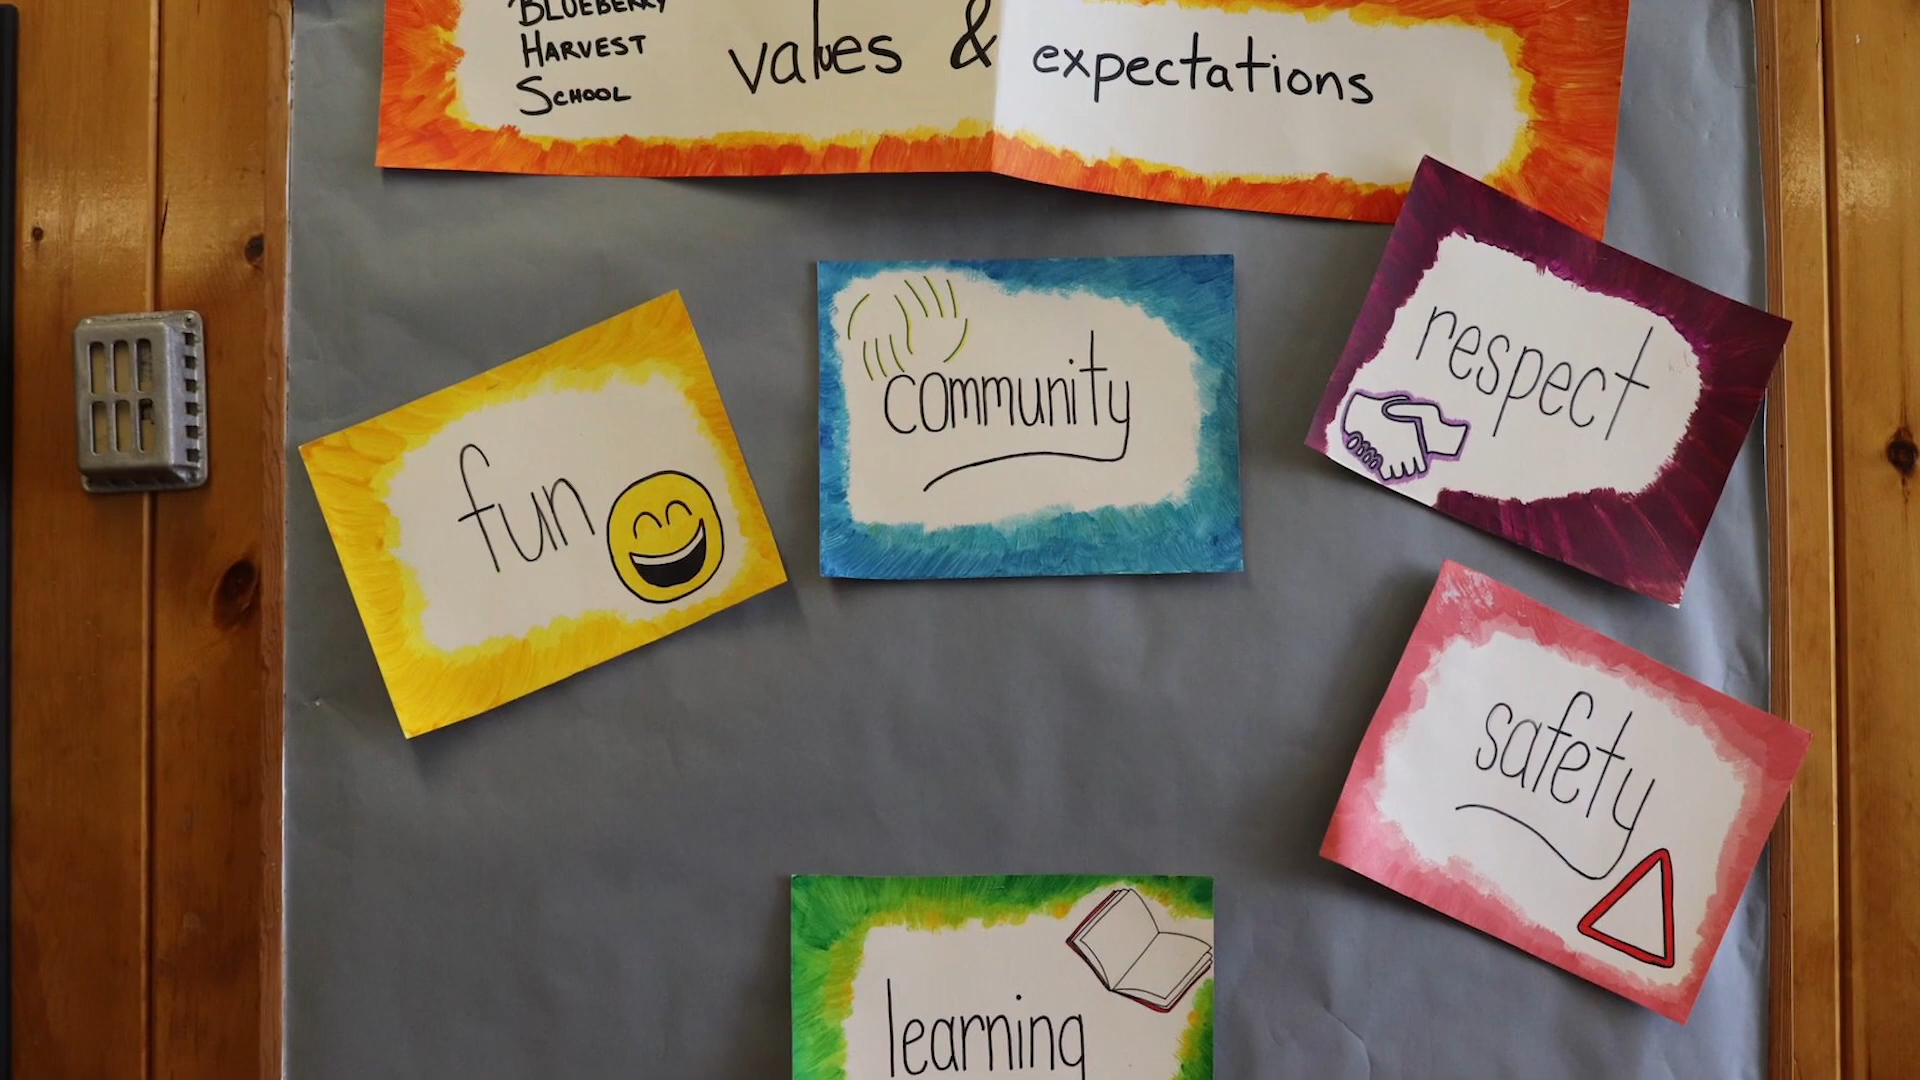 BLUEBERRY
HARVEST
SCHOOL
values & expectations
fun
community
respect
safety
learning